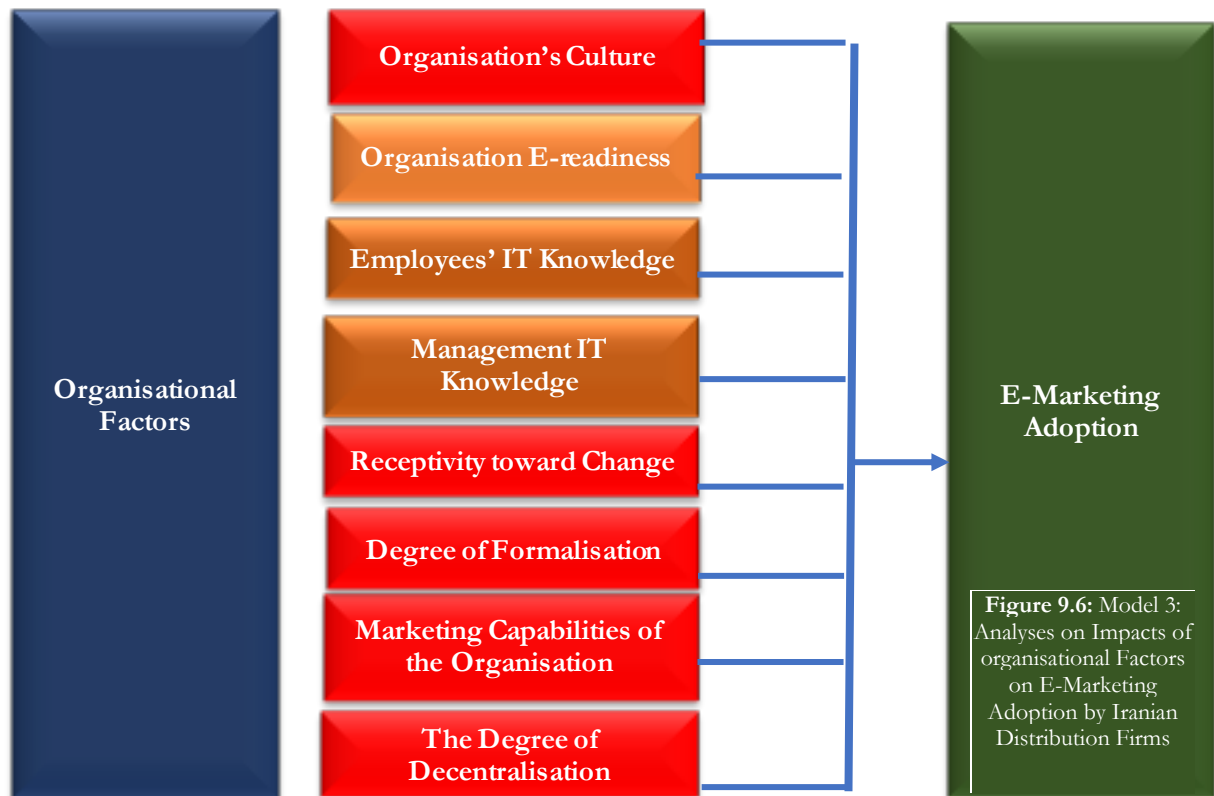 Organisational
Factors
Organisation’s Culture
Organisation E-readiness
Employees’ IT Knowledge
Management IT
Knowledge
Receptivity toward Change
Degree of Formalisation
Marketing Capabilities of
the Organisation
The Degree of
Decentralisation
E-Marketing
Adoption
Figure 9.6: Model 3:
Analyses on Impacts of
organisational Factors
on E-Marketing
Adoption by Iranian
Distribution Firms